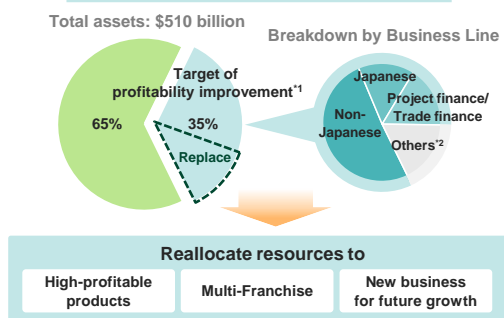 Total assets: $510 billion
Breakdown by Business Line
Target of
profitability improvement*1
65%
35%
Replace
Japanese
Non-
Japanese
Project finance/
Trade finance
Others*2
Reallocate resources to
High-profitable
products
Multi-Franchise
New business
for future growth